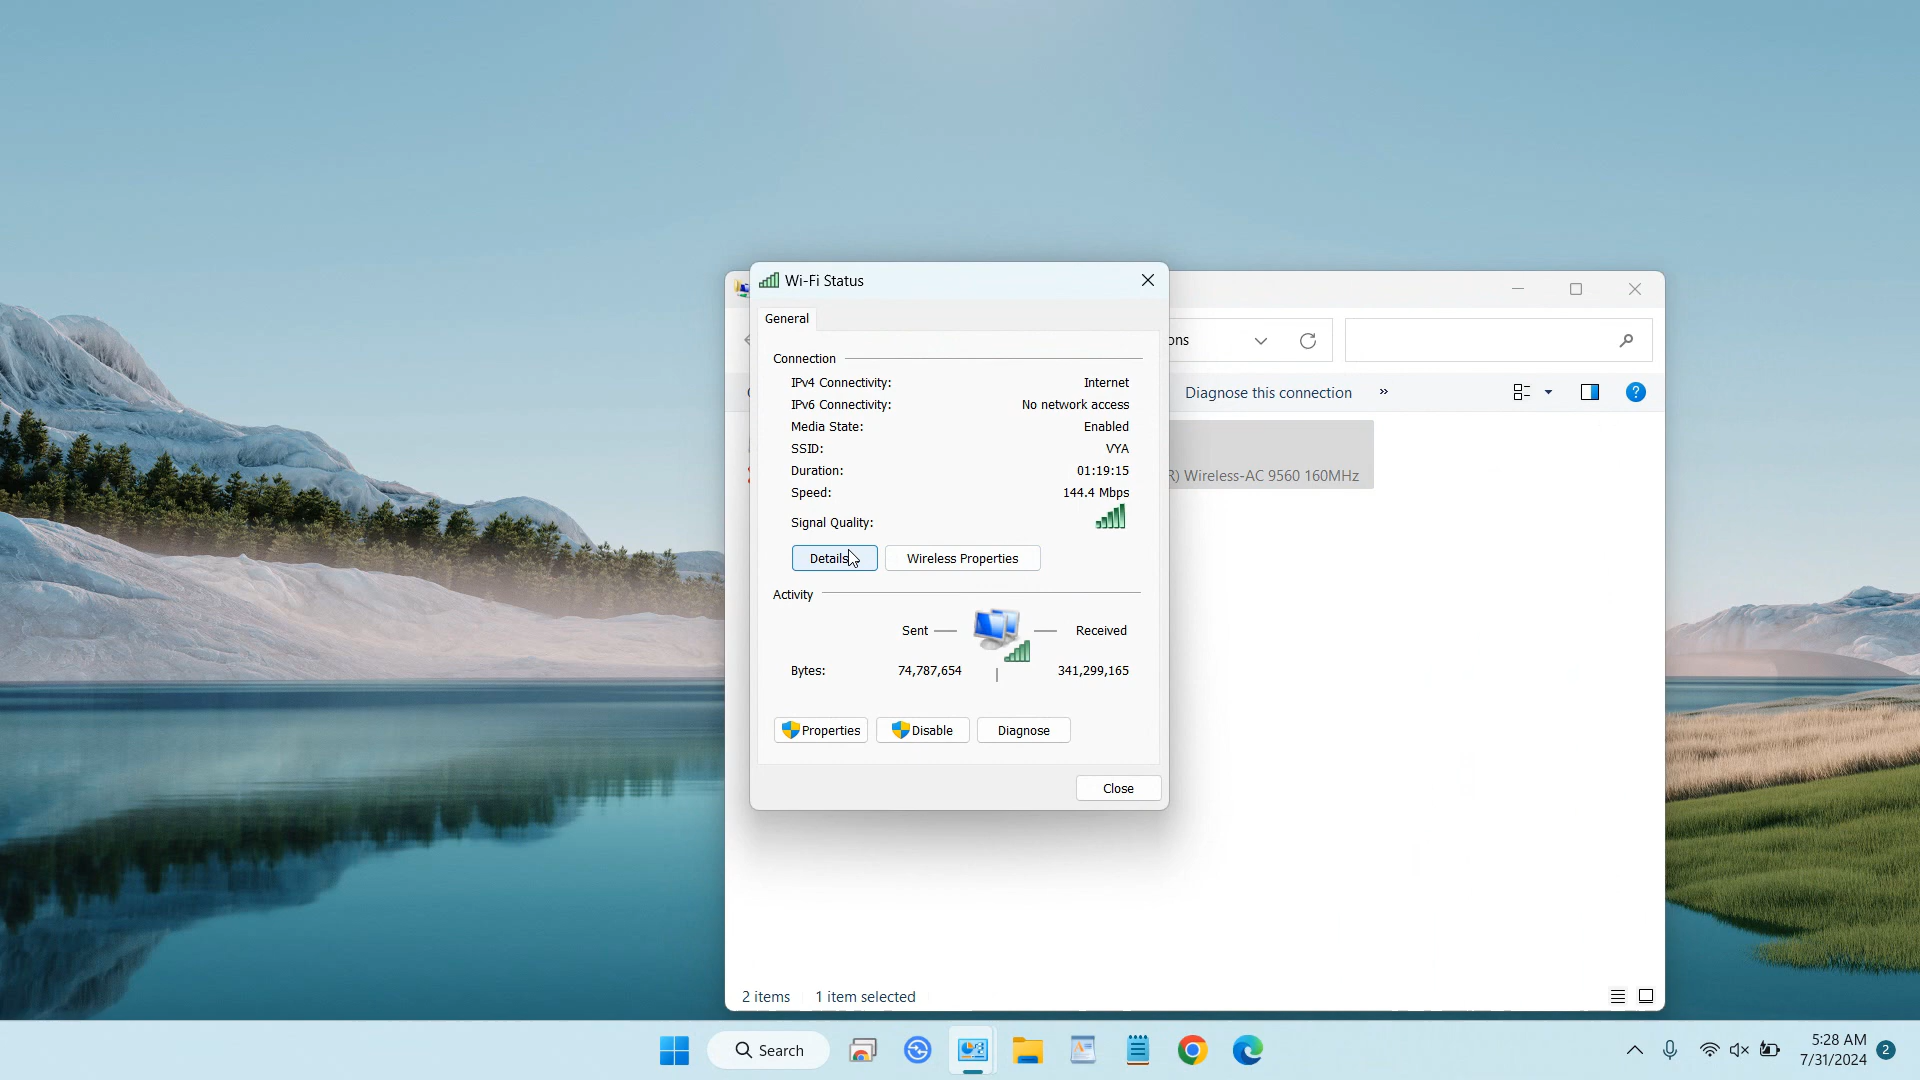 Wi-Fi Status
General
ons
Connection
IPv4 Connectivity: Internet
IPv6 Connectivity: No network access
Media State: Enabled
SSID: VYA
Duration: 01:19:15
Speed: 144.4 Mbps
Signal Quality:
Diagnose this connection »
R) Wireless-AC 9560 160MHz
Details
Wireless Properties
Activity
Sent
Received
Bytes: 74,787,654 341,299,165
Properties
Disable
Diagnose
Close
2 items 1 item selected
Search
5:28 AM
7/31/2024
2